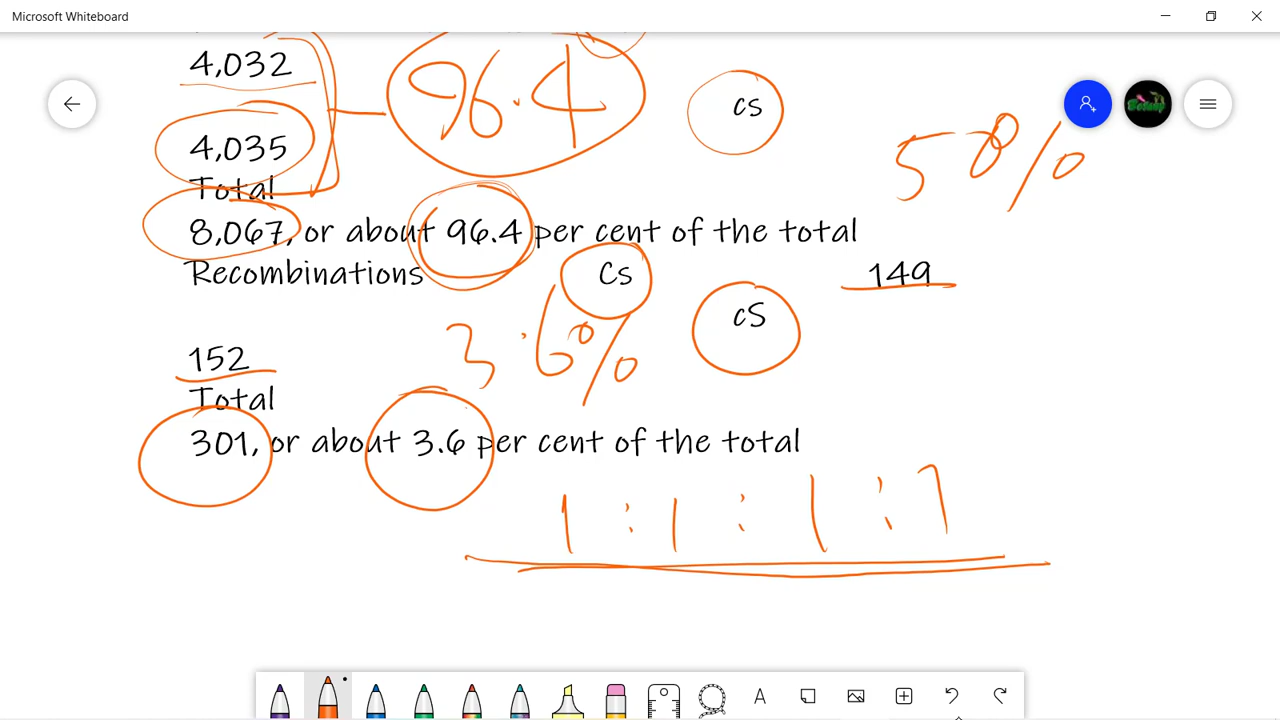 Microsoft Whiteboard
4,032
96.4
cs
58%
4,035
Total
8,067, or about 96.4 per cent of the total
Recombinations
Cs
149
cS
3.6%
152
Total
301, or about 3.6 per cent of the total
1 : 1 : 1 : 1
A